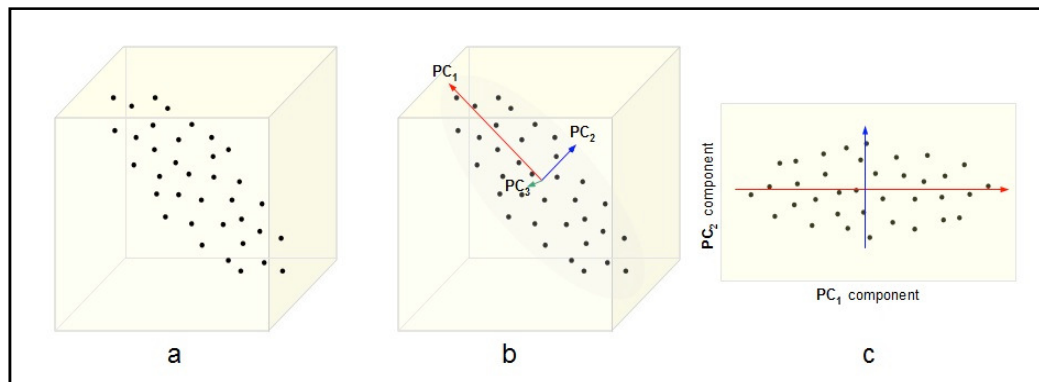 PC₁
PC₂
PC₃
PC₂ component
PC₁ component
a
b
c